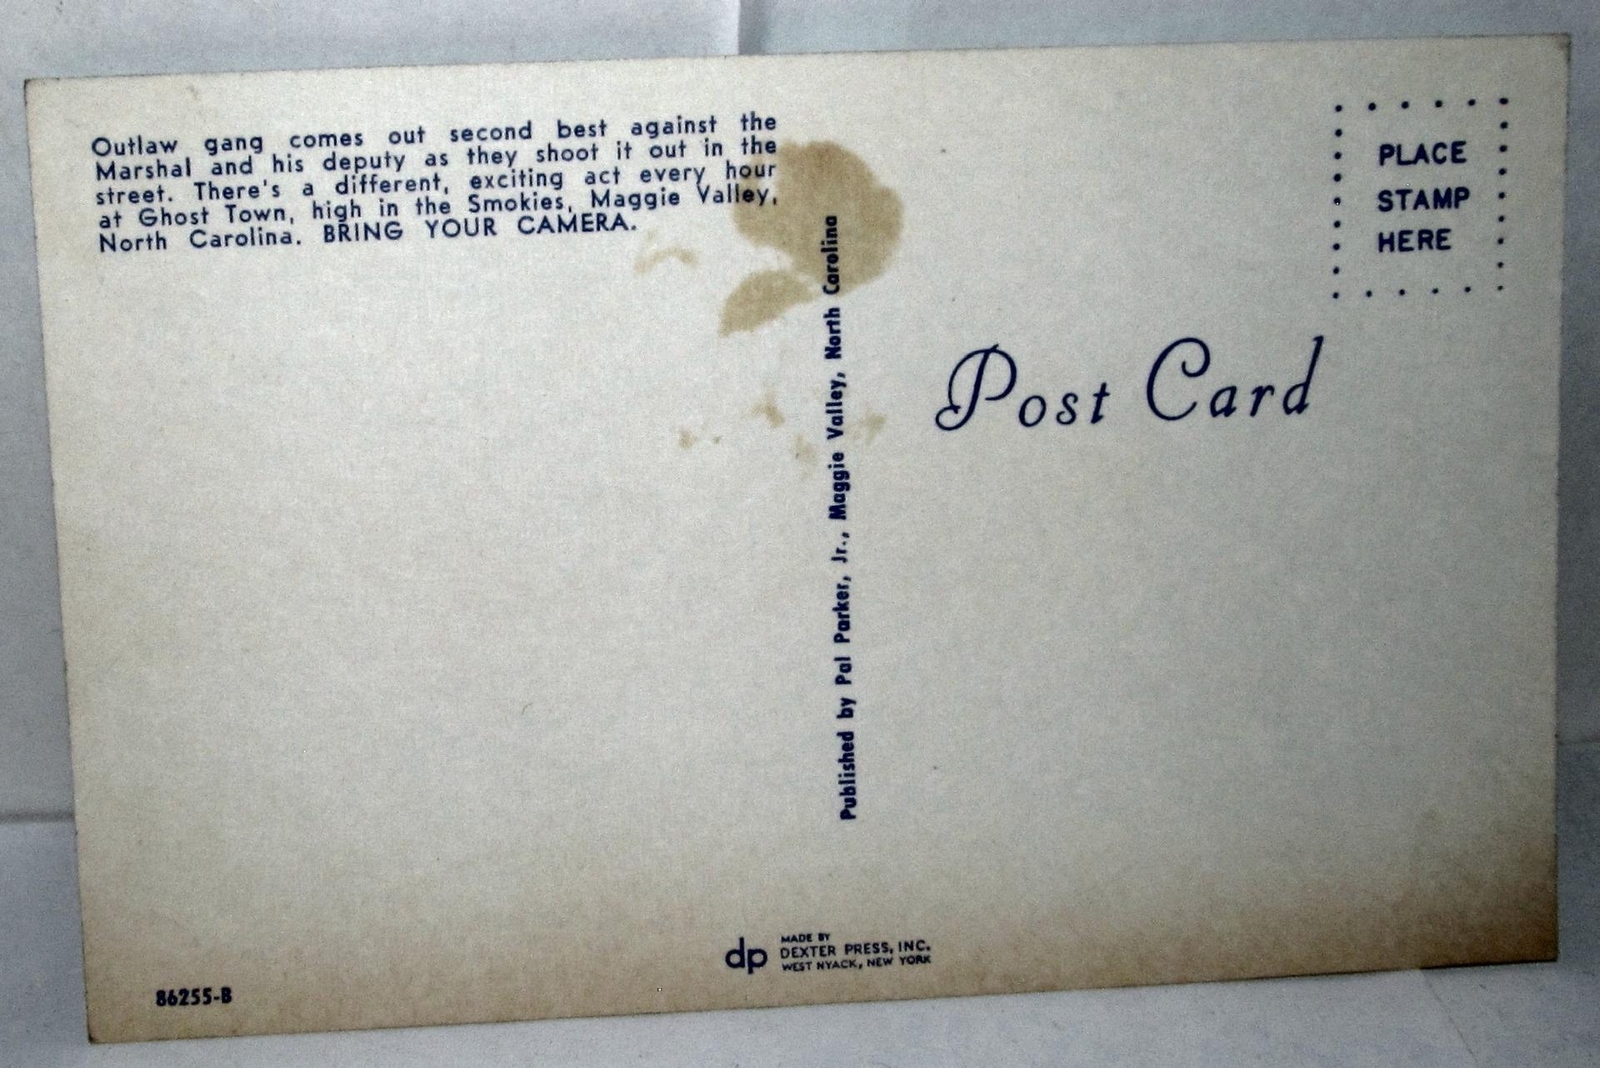 Outlaw gang comes out second best against the
Marshal and his deputy as they shoot it out in the
street. There's a different, exciting act every hour
at Ghost Town, high in the Smokies, Maggie Valley,
North Carolina. BRING YOUR CAMERA.
Published by Pal Parker, Jr., Maggie Valley, North Carolina
PLACE
STAMP
HERE
Post Card
86255-B
dp
MADE BY
DEXTER PRESS, INC.
WEST NYACK, NEW YORK